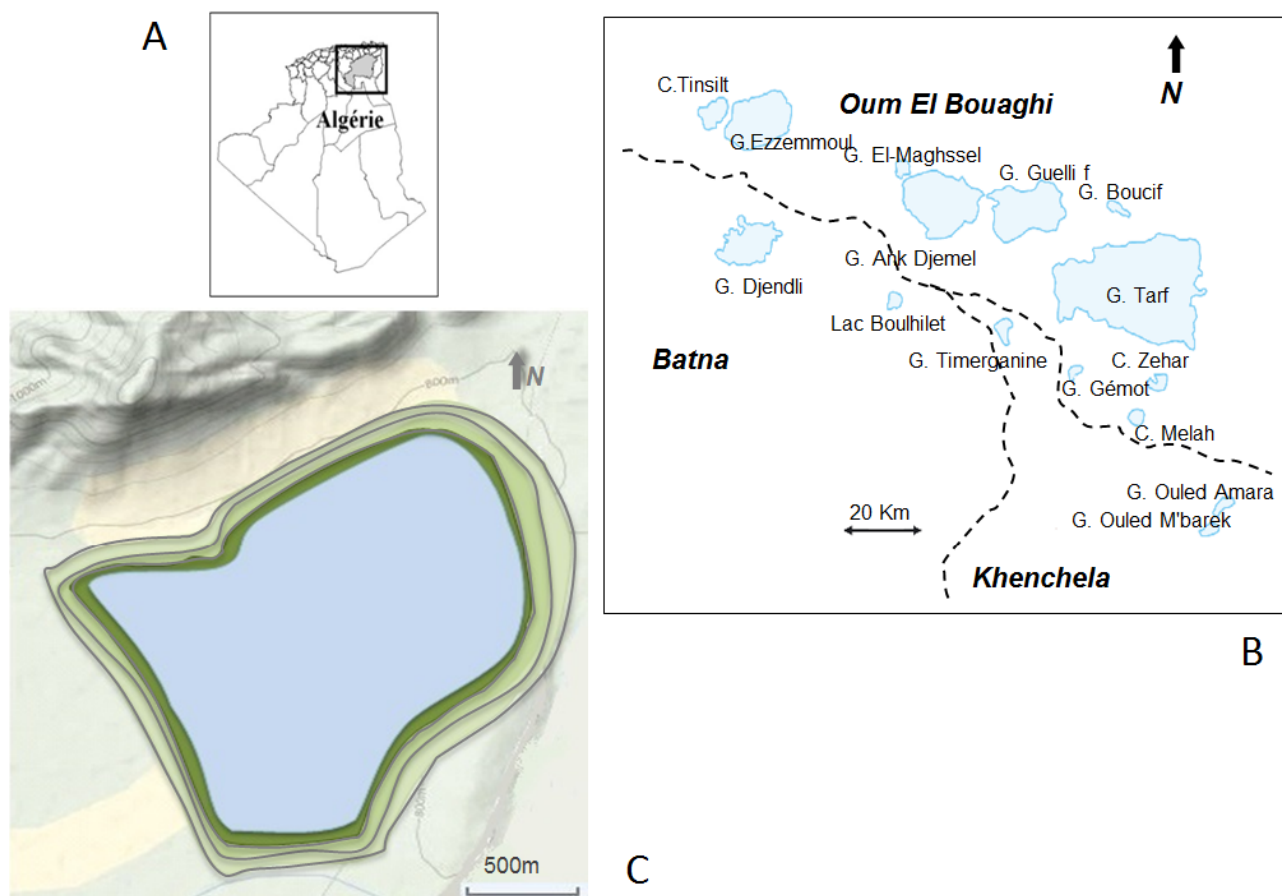 A
Algérie
N
C.Tinsilt
Oum El Bouaghi
G.Ezzemmoul
G. El-Maghssel
G. Guelli f
G. Boucif
G. Ank Djemel
G. Djendli
G. Tarf
Lac Boulhilet
Batna
G. Timerganine
C. Zehar
G. Gémot
C. Melah
G. Ouled Amara
G. Ouled M'barek
20 Km
Khenchela
B
1000m
800m
N
800m
500m
C